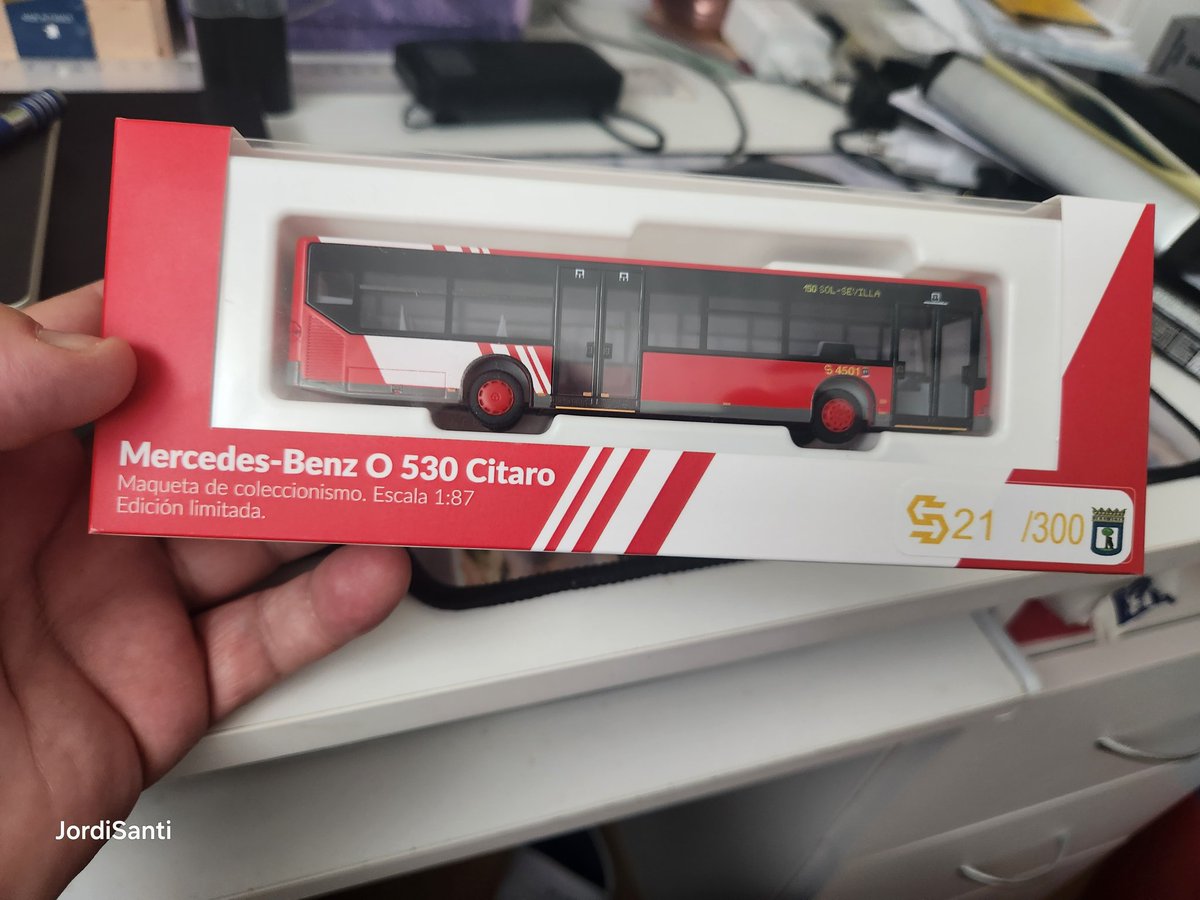 150 SOL-SEVILLA
4501
Mercedes-Benz O 530 Citaro
Maqueta de coleccionismo. Escala 1:87
Edición limitada.
21 /300
JordiSanti